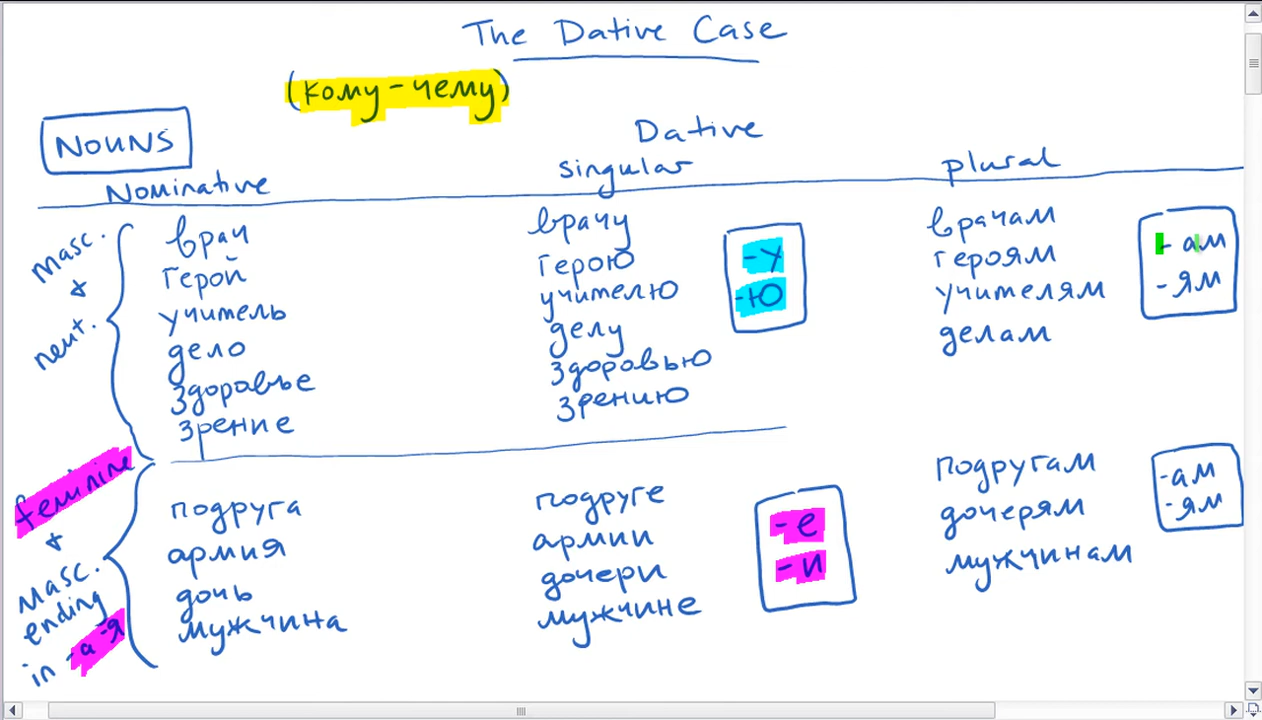 The Dative Case
(кому-чему)
NOUNS
Dative
Nominative singular plural
masc. & neut.
врач врачу врачам
герой герою героям
учитель учителю учителям
дело делу делам
здоровье здоровью
зрение зрению
-у
-ю
-ам
-ям
feminine & masc. ending in -а -я
подруга подруге подругам
армия армии
дочь дочери дочерям
мужчина мужчине мужчинам
-е
-и
-ам
-ям